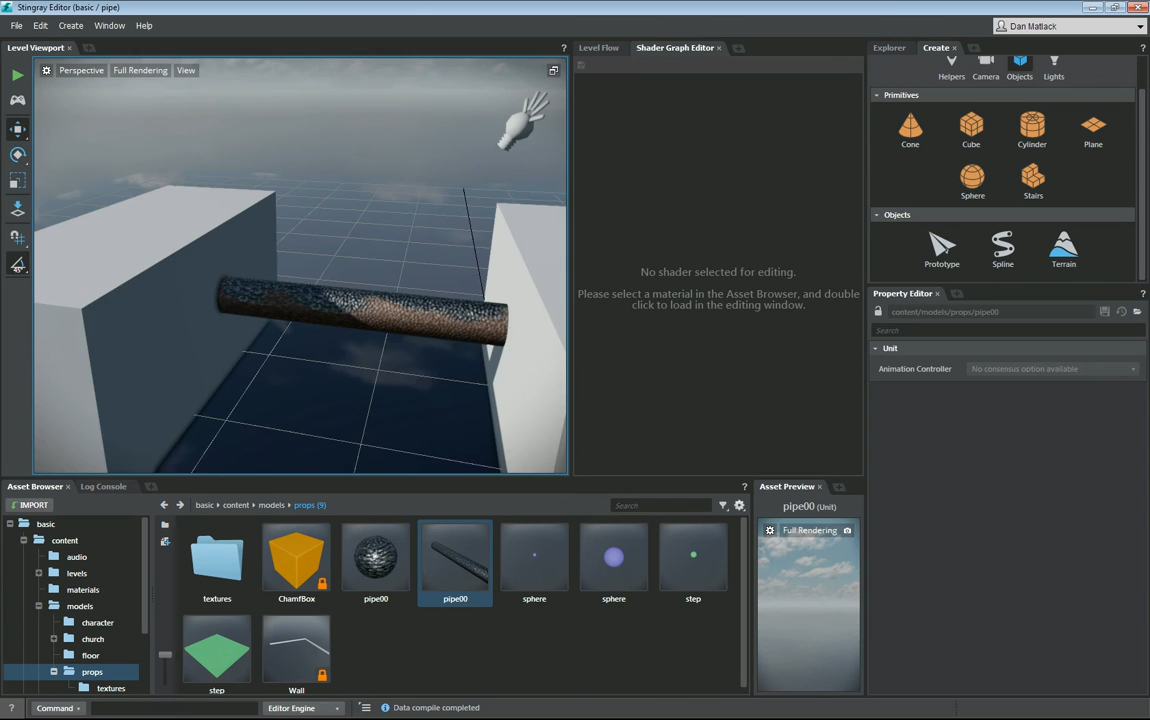 Stingray Editor (basic / pipe)
File Edit Create Window Help
Dan Matlack
Level Viewport × ?
Perspective Full Rendering View
Level Flow Shader Graph Editor ×
No shader selected for editing.
Please select a material in the Asset Browser, and double
click to load in the editing window.
Explorer Create × ?
Helpers Camera Objects Lights
Primitives
Cone Cube Cylinder Plane
Sphere Stairs
Objects
Prototype Spline Terrain
Property Editor × ?
content/models/props/pipe00
Search
Unit
Animation Controller No consensus option available
Asset Browser × Log Console ?
IMPORT
basic content models props (9)
Search
basic
content
audio
levels
materials
models
character
church
floor
props
textures
textures ChamfBox pipe00 pipe00 sphere sphere step
step Wall
Asset Preview ×
pipe00 (Unit)
Full Rendering
? Command Editor Engine Data compile completed